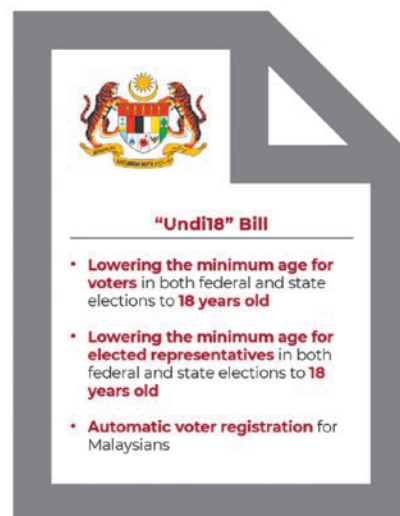 “Undi18” Bill
• Lowering the minimum age for
voters in both federal and state
elections to 18 years old
• Lowering the minimum age for
elected representatives in both
federal and state elections to 18
years old
• Automatic voter registration for
Malaysians